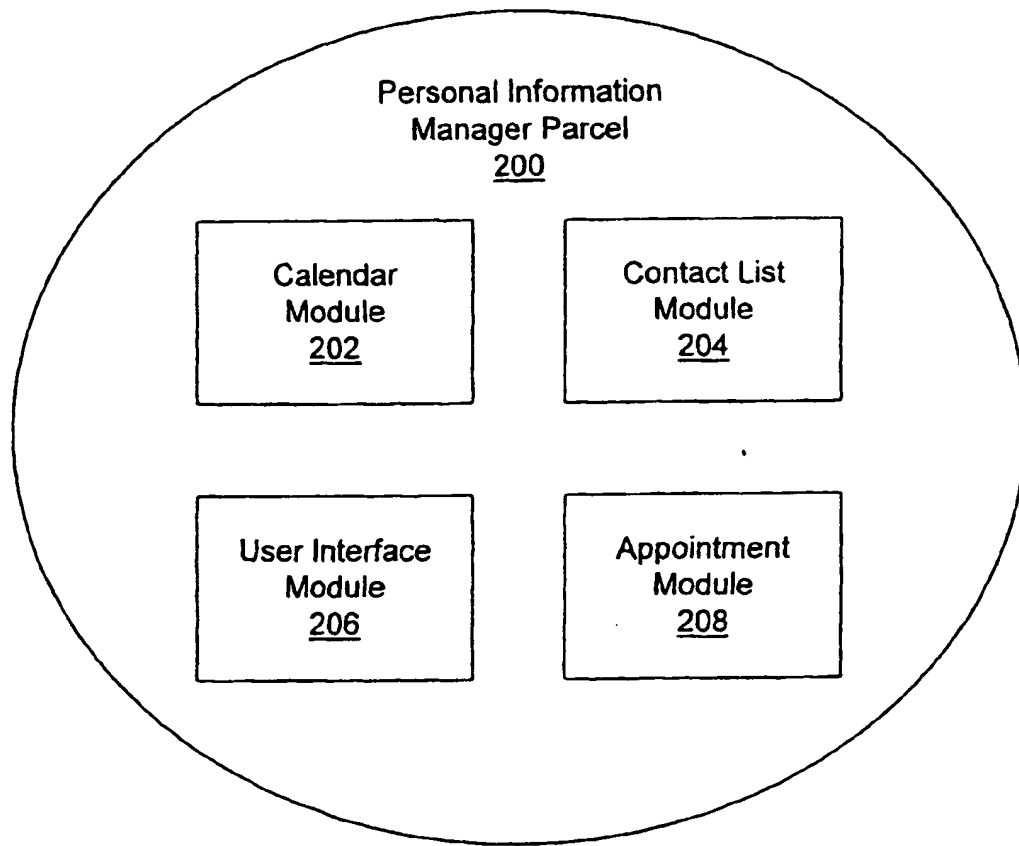 Personal Information
Manager Parcel
200
Calendar
Module
202
Contact List
Module
204
User Interface
Module
206
Appointment
Module
208